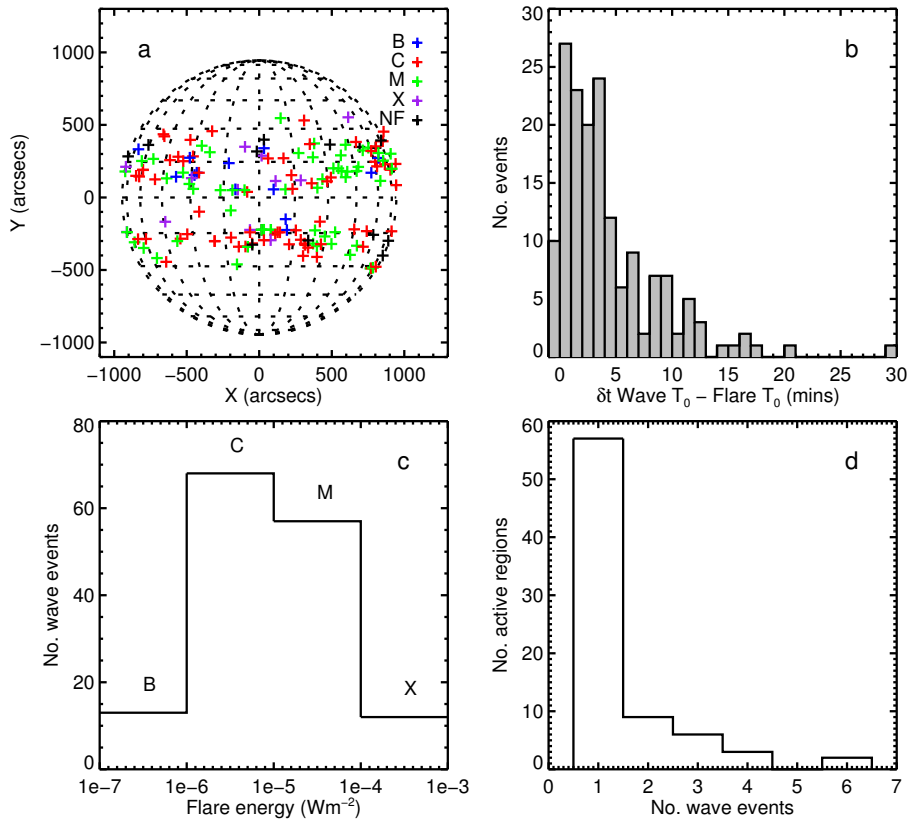 a
B
C
M
X
NF
1000
500
0
−500
−1000
Y (arcsecs)
−1000 −500 0 500 1000
X (arcsecs)
b
30
25
20
15
10
5
0
No. events
0 5 10 15 20 25 30
δt Wave T₀ − Flare T₀ (mins)
c
B
C
M
X
80
60
40
20
0
No. wave events
1e−7 1e−6 1e−5 1e−4 1e−3
Flare energy (Wm⁻²)
d
60
50
40
30
20
10
0
No. active regions
0 1 2 3 4 5 6 7
No. wave events